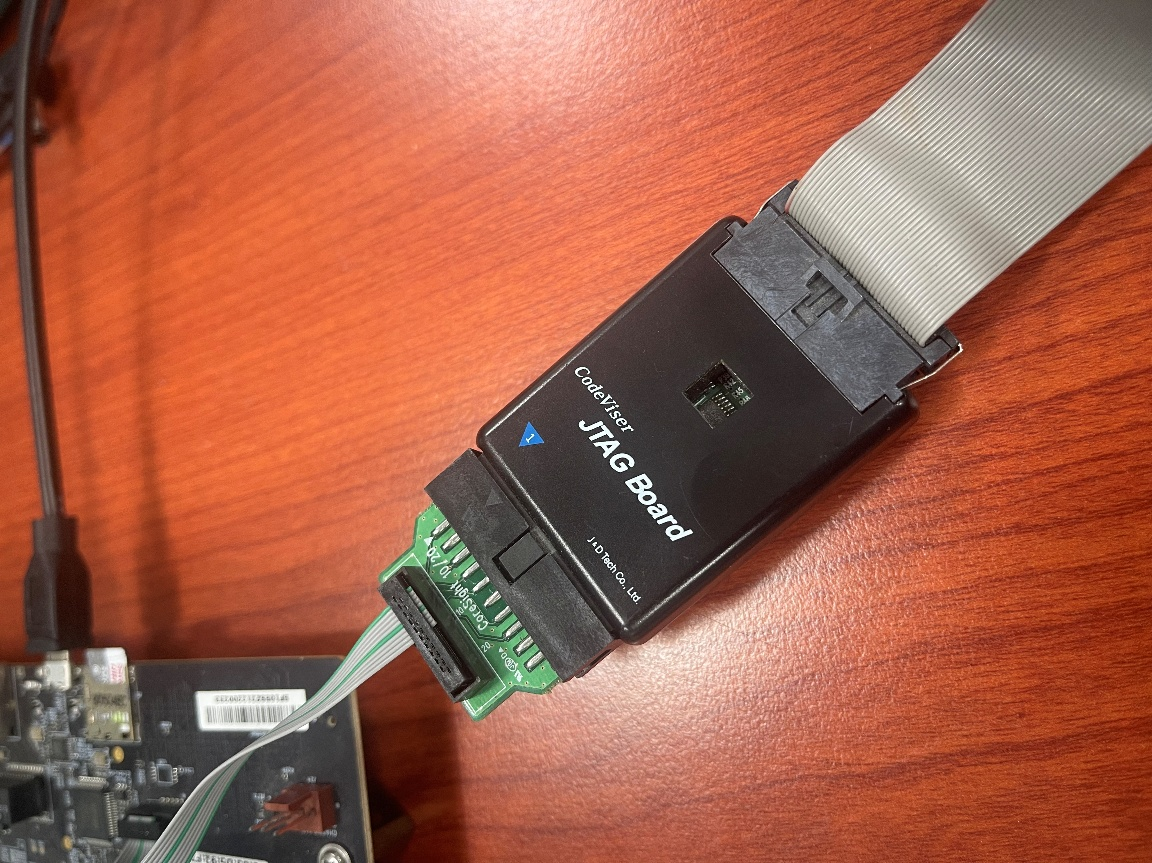 CodeViser
JTAG Board
1
J&D Tech Co., Ltd.
CoreSight 10/20